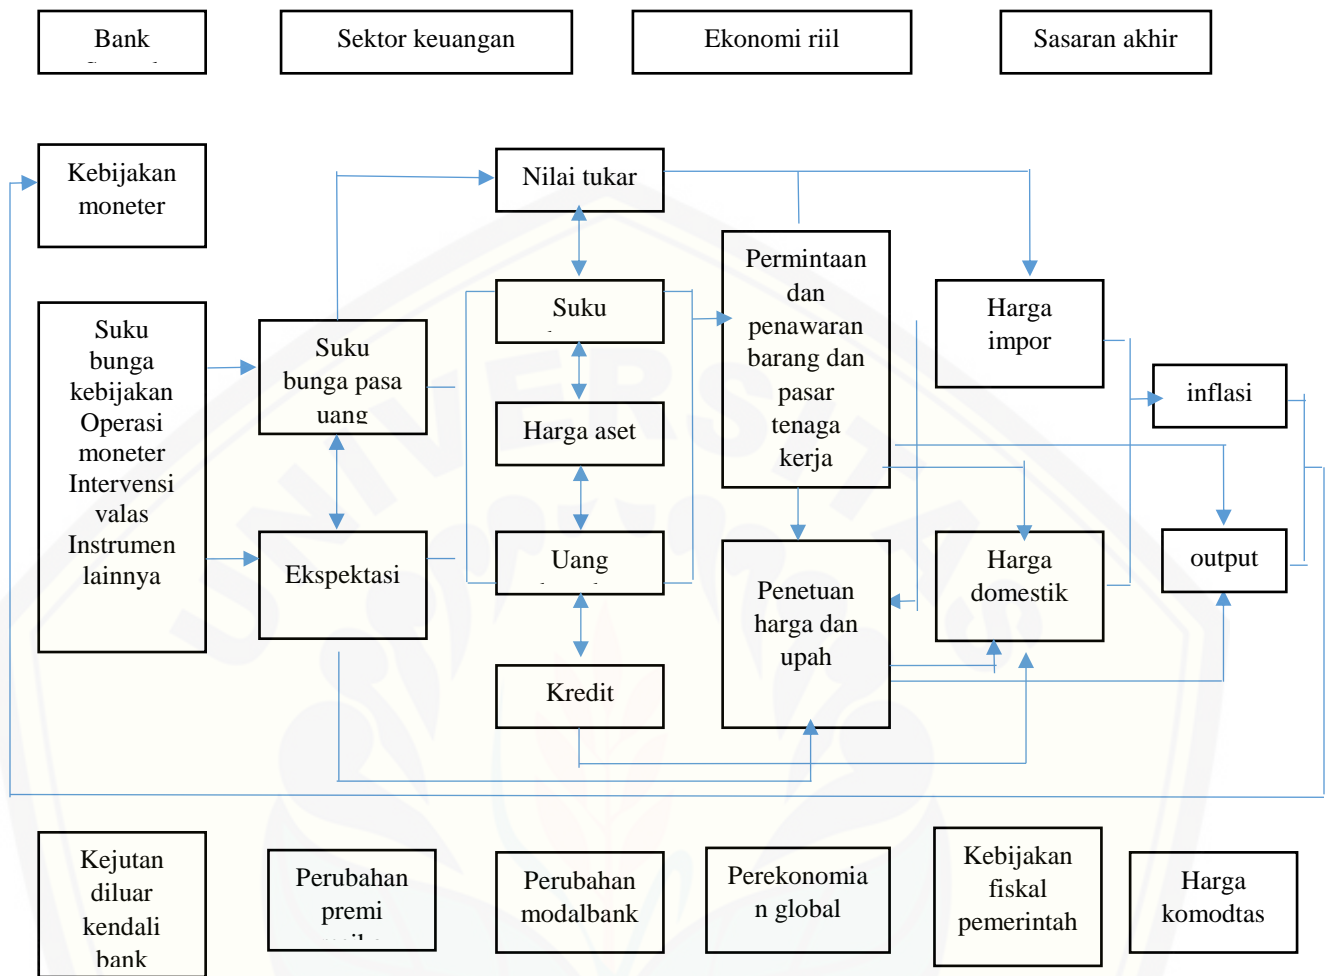 Bank
Sektor keuangan
Ekonomi riil
Sasaran akhir
Kebijakan
moneter
Nilai tukar
Permintaan
dan
penawaran
barang dan
pasar
tenaga
kerja
Harga
impor
Suku
bunga
kebijakan
Operasi
moneter
Intervensi
valas
Instrumen
lainnya
Suku
bunga pasa
uang
Suku
Harga aset
inflasi
Ekspektasi
Uang
Penetuan
harga dan
upah
Harga
domestik
output
Kredit
Kejutan
diluar
kendali
bank
Perubahan
premi
Perubahan
modalbank
Perekonomia
n global
Kebijakan
fiskal
pemerintah
Harga
komodtas
UNIVERSITAS